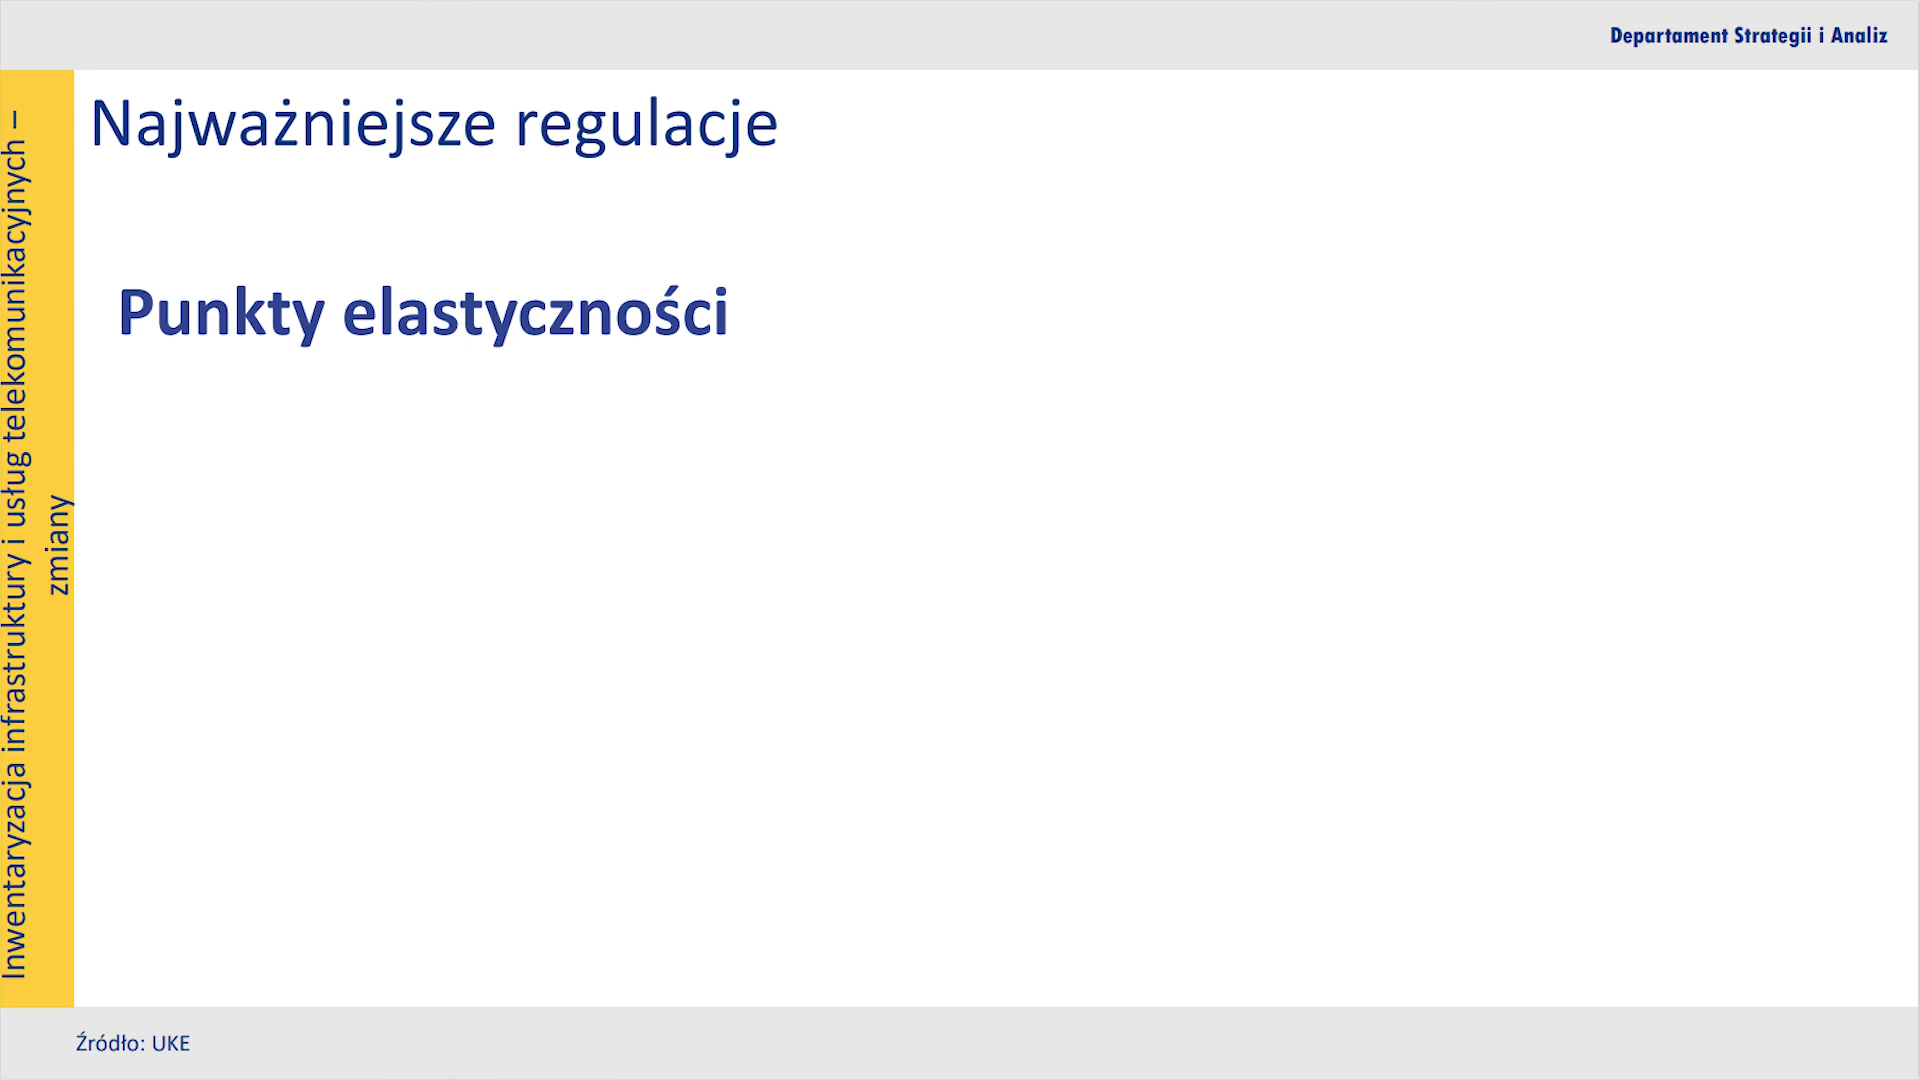 Departament Strategii i Analiz
Najważniejsze regulacje
Punkty elastyczności
Inwentaryzacja infrastruktury i usług telekomunikacyjnych –
zmiany
Źródło: UKE